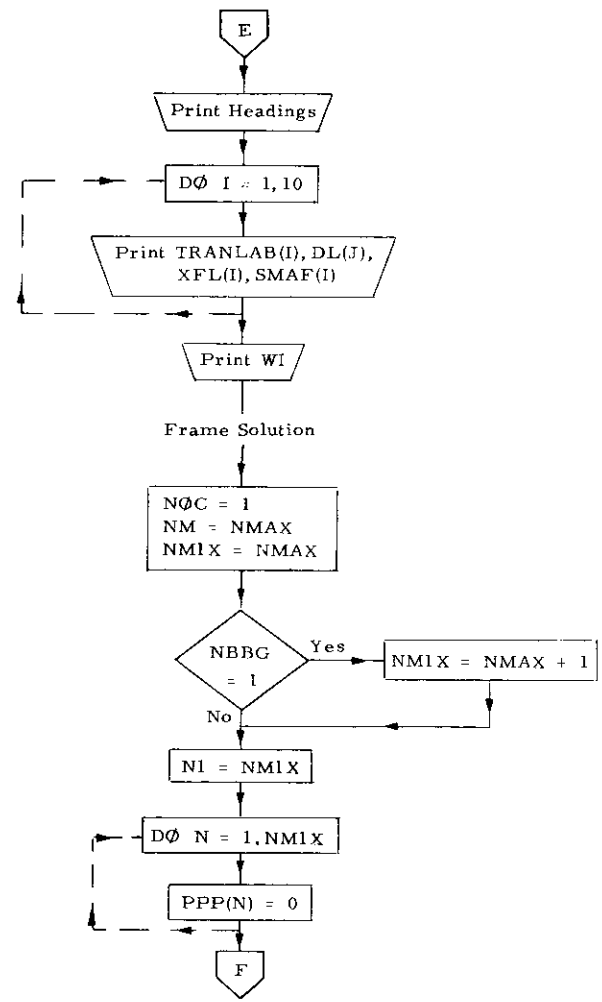 E
Print Headings
DØ I = 1,10
Print TRANLAB(I), DL(J),
XFL(I), SMAF(I)
Print WI
Frame Solution
NØC = 1
NM = NMAX
NM1X = NMAX
NBBG
= 1
Yes
NM1X = NMAX + 1
No
N1 = NM1X
DØ N = 1,NM1X
PPP(N) = 0
F